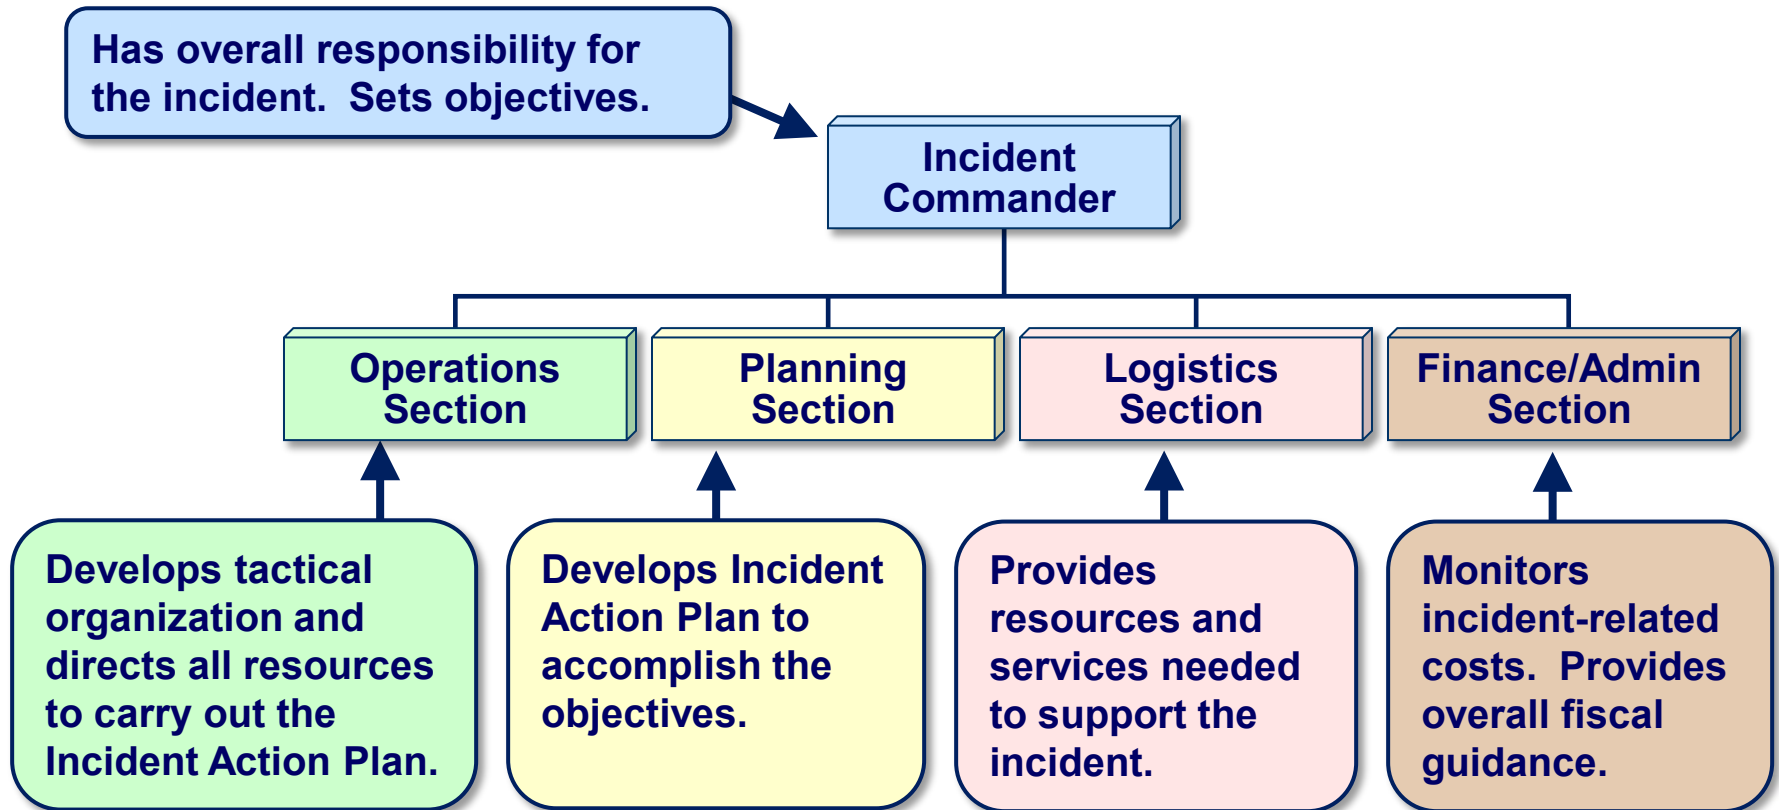 Has overall responsibility for
the incident.  Sets objectives.
Incident
Commander
Operations
Section
Planning
Section
Logistics
Section
Finance/Admin
Section
Develops tactical
organization and
directs all resources
to carry out the
Incident Action Plan.
Develops Incident
Action Plan to
accomplish the
objectives.
Provides
resources and
services needed
to support the
incident.
Monitors
incident-related
costs.  Provides
overall fiscal
guidance.